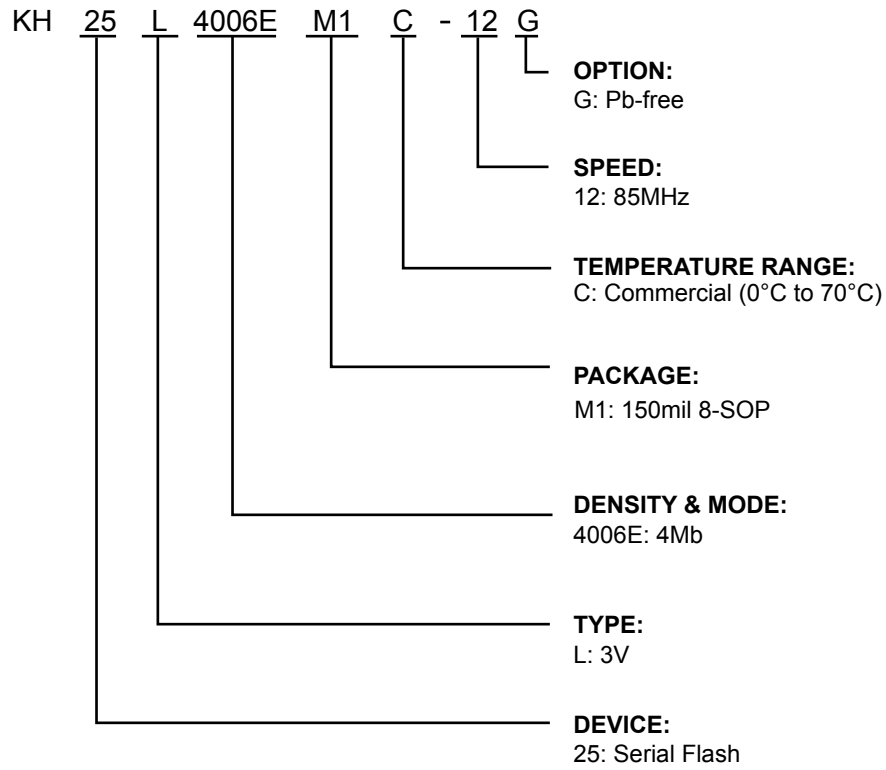 KH 25 L 4006E M1 C - 12 G
OPTION:
G: Pb-free
SPEED:
12: 85MHz
TEMPERATURE RANGE:
C: Commercial (0°C to 70°C)
PACKAGE:
M1: 150mil 8-SOP
DENSITY & MODE:
4006E: 4Mb
TYPE:
L: 3V
DEVICE:
25: Serial Flash